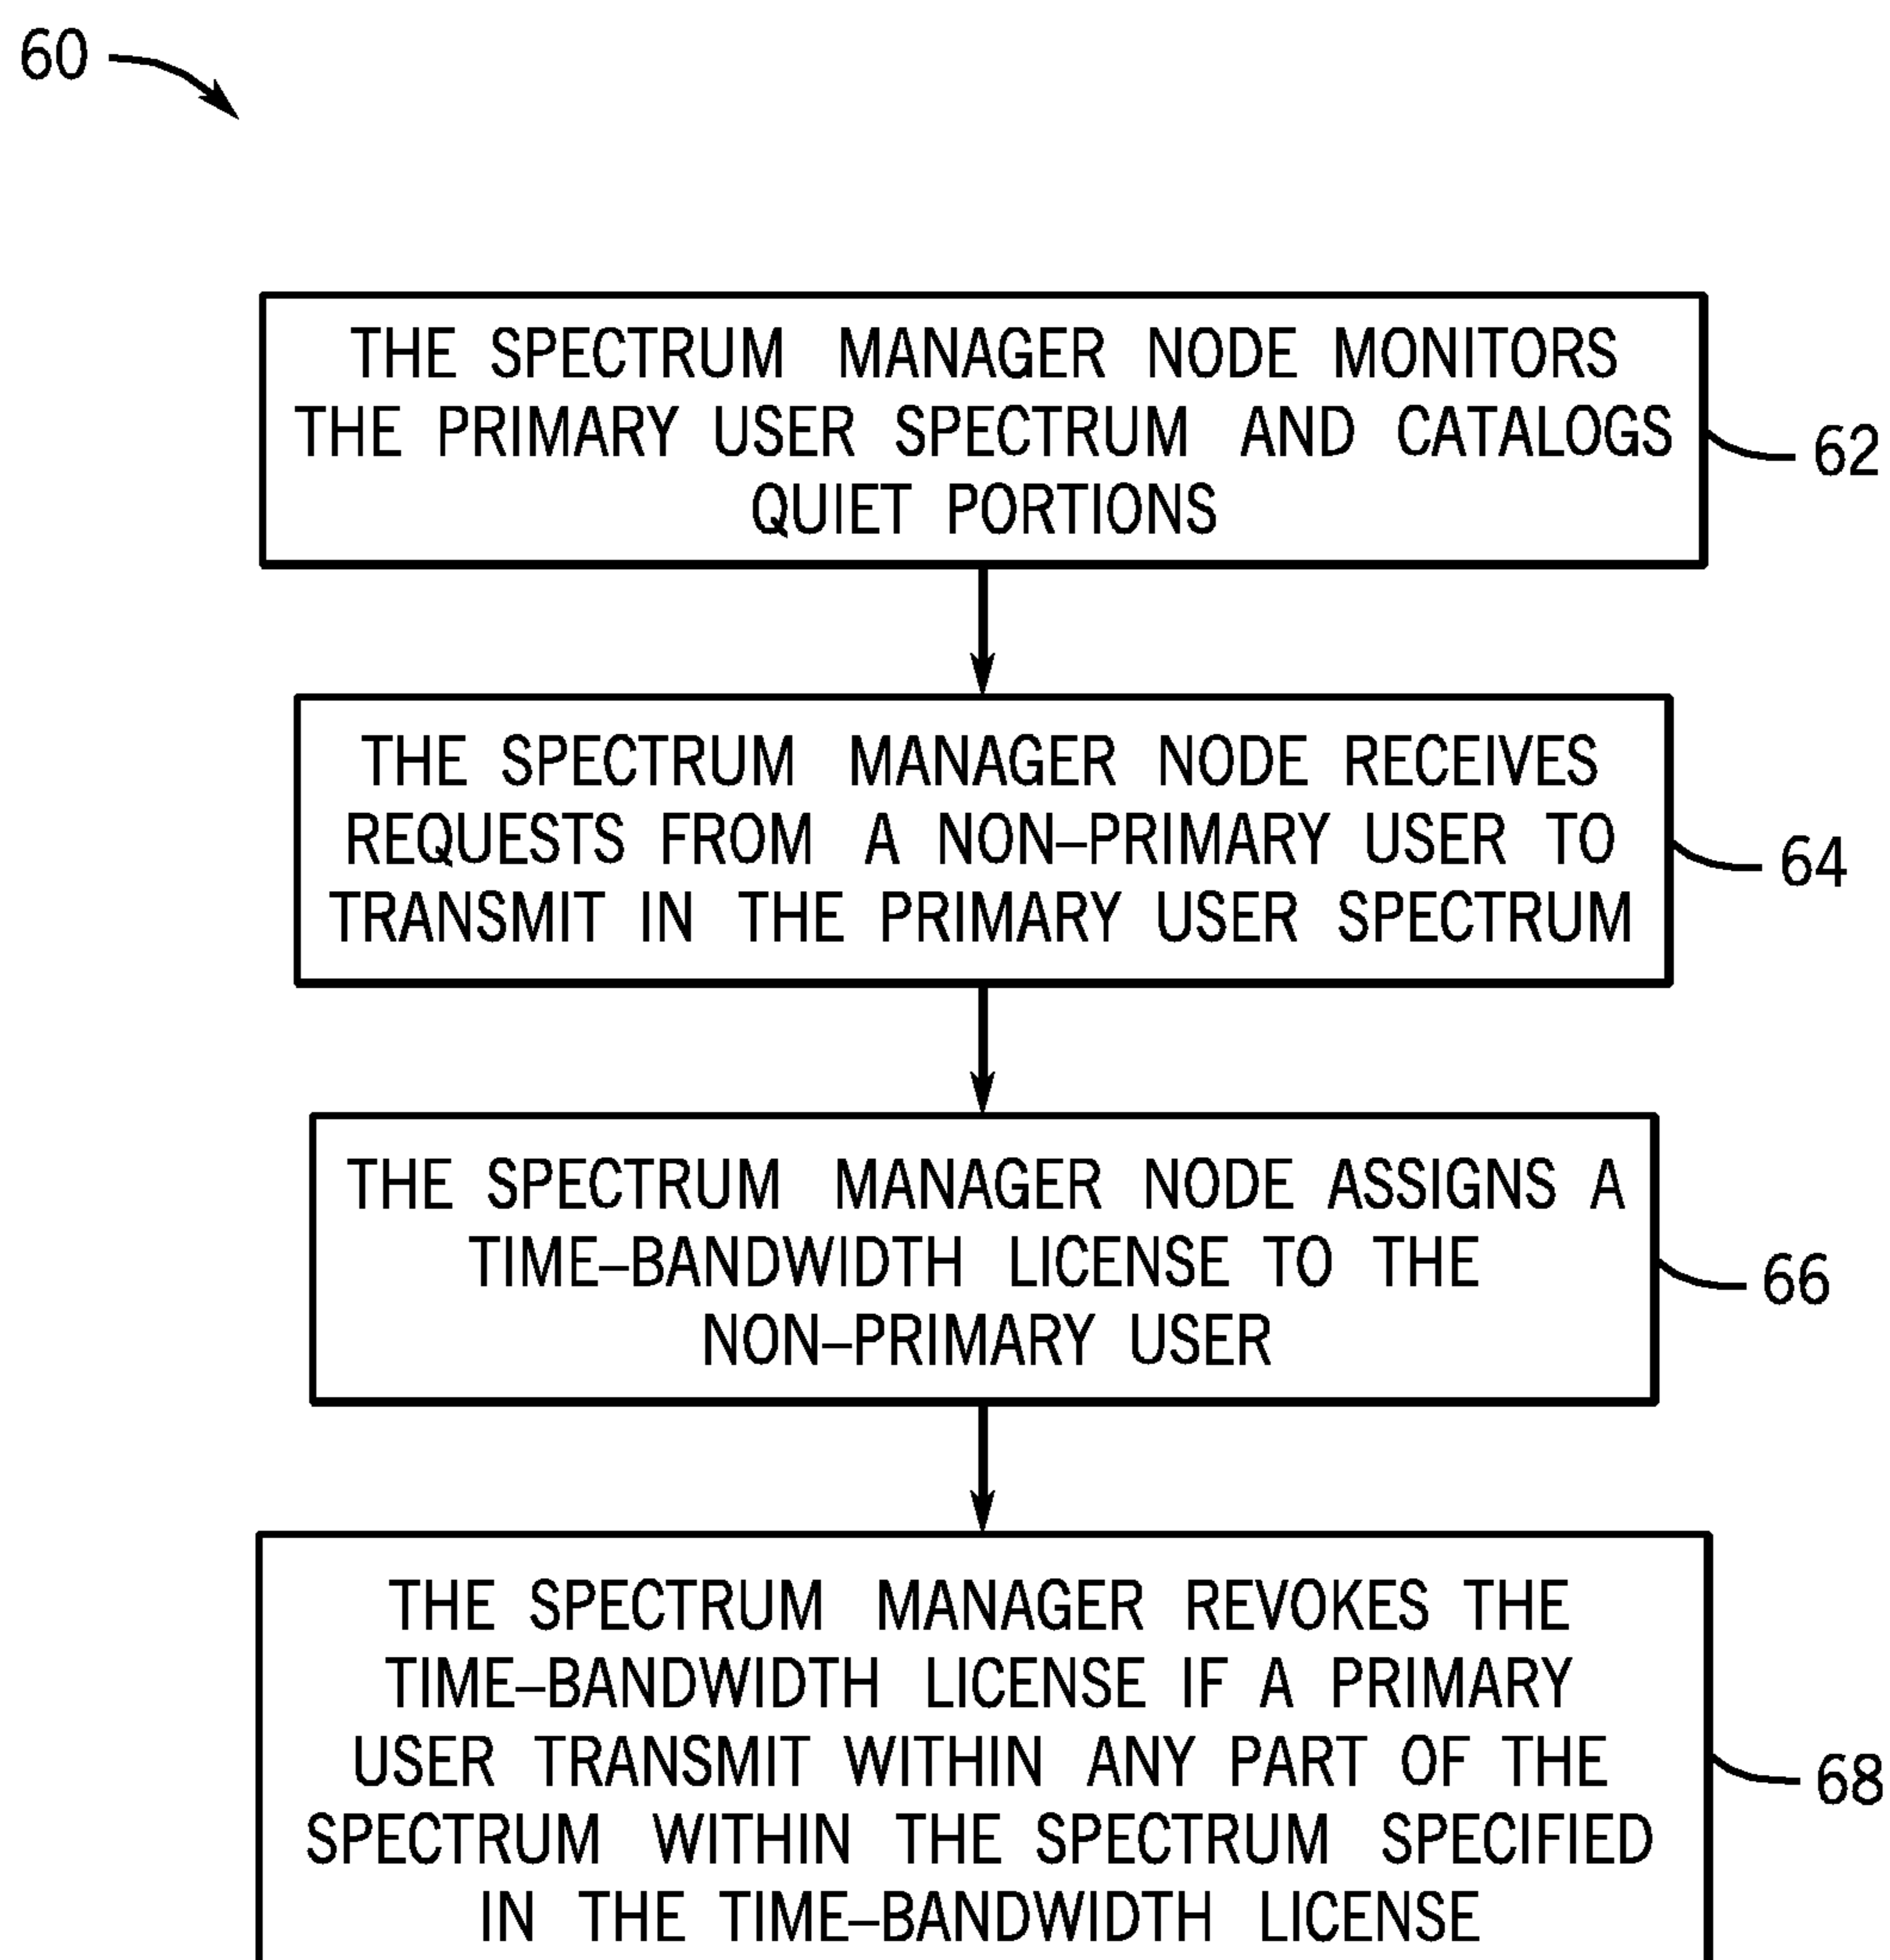 60
THE SPECTRUM MANAGER NODE MONITORS
THE PRIMARY USER SPECTRUM AND CATALOGS
QUIET PORTIONS
62
THE SPECTRUM MANAGER NODE RECEIVES
REQUESTS FROM A NON–PRIMARY USER TO
TRANSMIT IN THE PRIMARY USER SPECTRUM
64
THE SPECTRUM MANAGER NODE ASSIGNS A
TIME–BANDWIDTH LICENSE TO THE
NON–PRIMARY USER
66
THE SPECTRUM MANAGER REVOKES THE
TIME–BANDWIDTH LICENSE IF A PRIMARY
USER TRANSMIT WITHIN ANY PART OF THE
SPECTRUM WITHIN THE SPECTRUM SPECIFIED
IN THE TIME–BANDWIDTH LICENSE
68